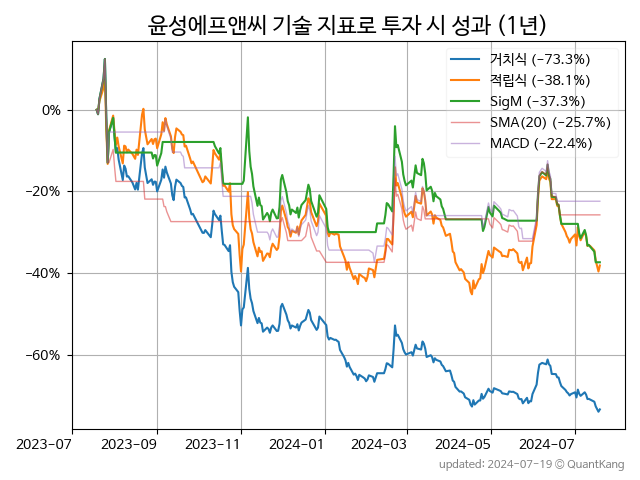 윤성에프앤씨 기술 지표로 투자 시 성과 (1년)
거치식 (−73.3%)
적립식 (−38.1%)
SigM (−37.3%)
SMA(20) (−25.7%)
MACD (−22.4%)
0%
−20%
−40%
−60%
2023-07 2023-09 2023-11 2024-01 2024-03 2024-05 2024-07
updated: 2024-07-19 @ QuantKang